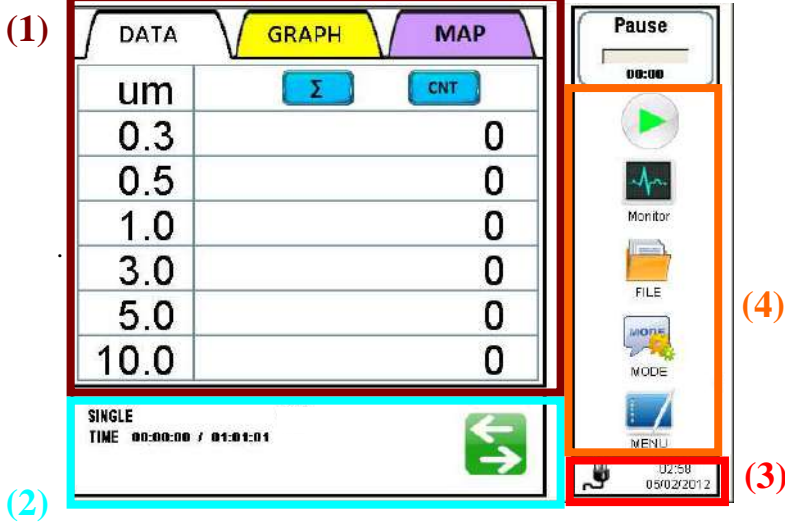 (1)
DATA GRAPH MAP
um Σ CNT
0.3 0
0.5 0
1.0 0
3.0 0
5.0 0
10.0 0
SINGLE
TIME 00:00:00 / 01:01:01
(2)
Pause
00:00
Monitor
FILE
(4)
MODE
MODE
MENU
02:58
05/02/2012
(3)